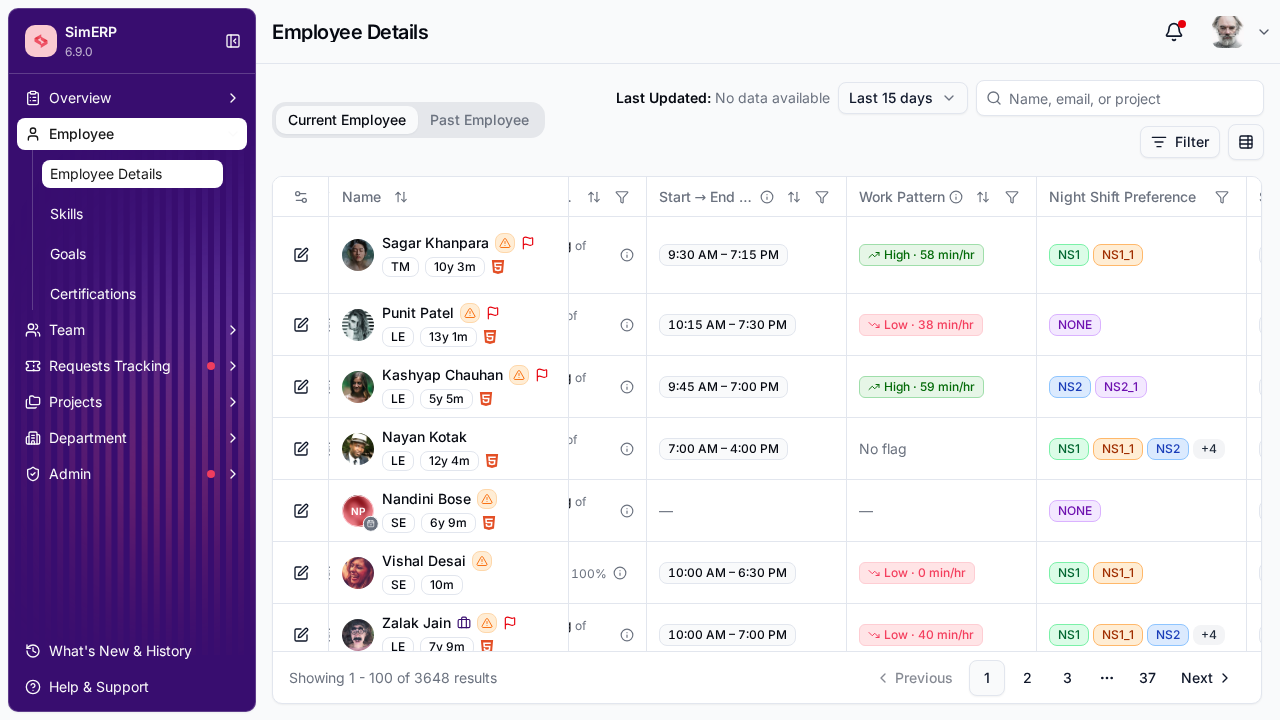 SimERP
6.9.0
Overview
Employee
Employee Details
Skills
Goals
Certifications
Team
Requests Tracking
Projects
Department
Admin
What's New & History
Help & Support
Employee Details
Current Employee
Past Employee
Last Updated: No data available
Last 15 days
Name, email, or project
Filter
Name
Start → End ...
Work Pattern
Night Shift Preference
Sagar Khanpara
TM 10y 3m
of
9:30 AM – 7:15 PM
High · 58 min/hr
NS1 NS1_1
Punit Patel
LE 13y 1m
of
10:15 AM – 7:30 PM
Low · 38 min/hr
NONE
Kashyap Chauhan
LE 5y 5m
of
9:45 AM – 7:00 PM
High · 59 min/hr
NS2 NS2_1
Nayan Kotak
LE 12y 4m
of
7:00 AM – 4:00 PM
No flag
NS1 NS1_1 NS2 +4
NP
Nandini Bose
SE 6y 9m
of
—
—
NONE
Vishal Desai
SE 10m
100%
10:00 AM – 6:30 PM
Low · 0 min/hr
NS1 NS1_1
Zalak Jain
LE 7y 9m
of
10:00 AM – 7:00 PM
Low · 40 min/hr
NS1 NS1_1 NS2 +4
Showing 1 - 100 of 3648 results
Previous 1 2 3 ... 37 Next